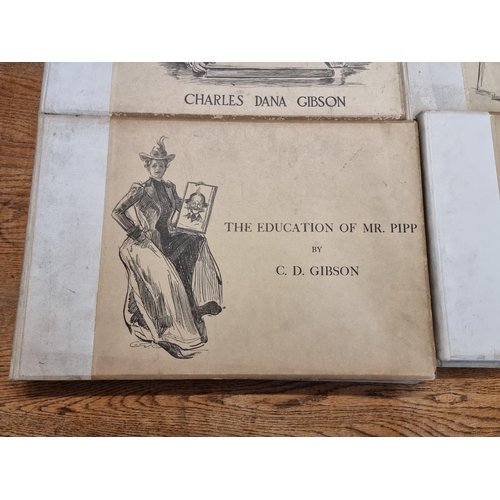 CHARLES DANA GIBSON
THE EDUCATION OF MR. PIPP
BY
C. D. GIBSON